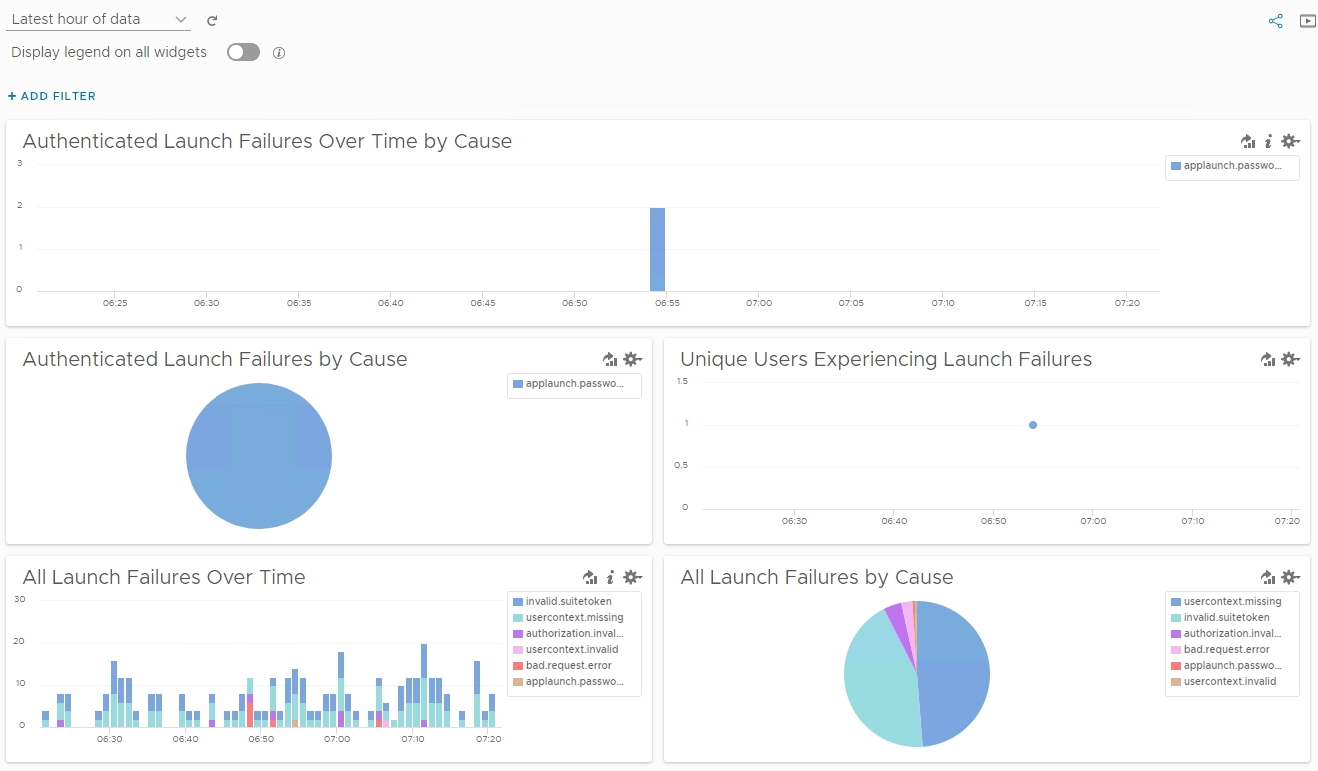 Latest hour of data
Display legend on all widgets
+ ADD FILTER
Authenticated Launch Failures Over Time by Cause
3
2
1
0
06:25 06:30 06:35 06:40 06:45 06:50 06:55 07:00 07:05 07:10 07:15 07:20
applaunch.passwo...
Authenticated Launch Failures by Cause
applaunch.passwo...
Unique Users Experiencing Launch Failures
1.5
1
0.5
0
06:30 06:40 06:50 07:00 07:10 07:20
All Launch Failures Over Time
30
20
10
0
06:30 06:40 06:50 07:00 07:10 07:20
invalid.suitetoken
usercontext.missing
authorization.inval...
usercontext.invalid
bad.request.error
applaunch.passwo...
All Launch Failures by Cause
usercontext.missing
invalid.suitetoken
authorization.inval...
bad.request.error
applaunch.passwo...
usercontext.invalid